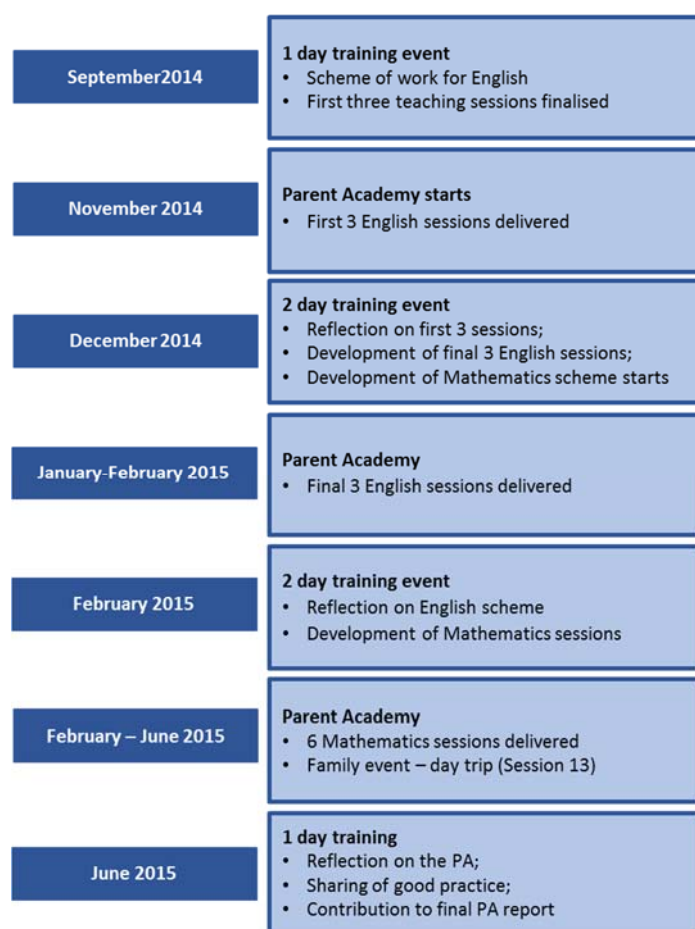 September2014
1 day training event
• Scheme of work for English
• First three teaching sessions finalised
November 2014
Parent Academy starts
• First 3 English sessions delivered
December 2014
2 day training event
• Reflection on first 3 sessions;
• Development of final 3 English sessions;
• Development of Mathematics scheme starts
January-February 2015
Parent Academy
• Final 3 English sessions delivered
February 2015
2 day training event
• Reflection on English scheme
• Development of Mathematics sessions
February – June 2015
Parent Academy
• 6 Mathematics sessions delivered
• Family event – day trip (Session 13)
June 2015
1 day training
• Reflection on the PA;
• Sharing of good practice;
• Contribution to final PA report